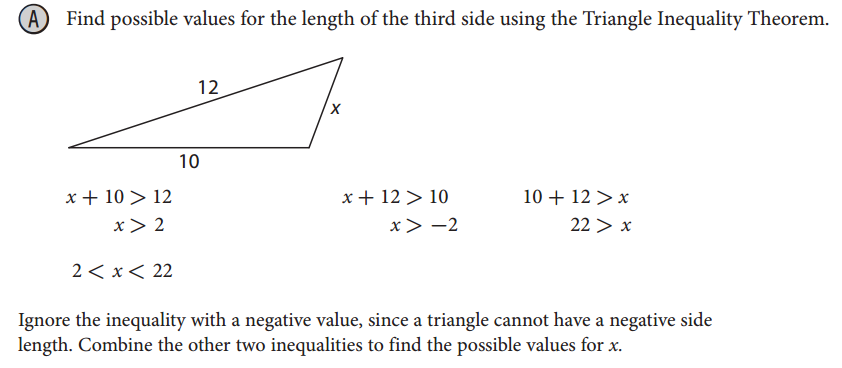 A Find possible values for the length of the third side using the Triangle Inequality Theorem.
12
x
10
x + 10 > 12 x + 12 > 10 10 + 12 > x
x > 2 x > −2 22 > x
2 < x < 22
Ignore the inequality with a negative value, since a triangle cannot have a negative side
length. Combine the other two inequalities to find the possible values for x.